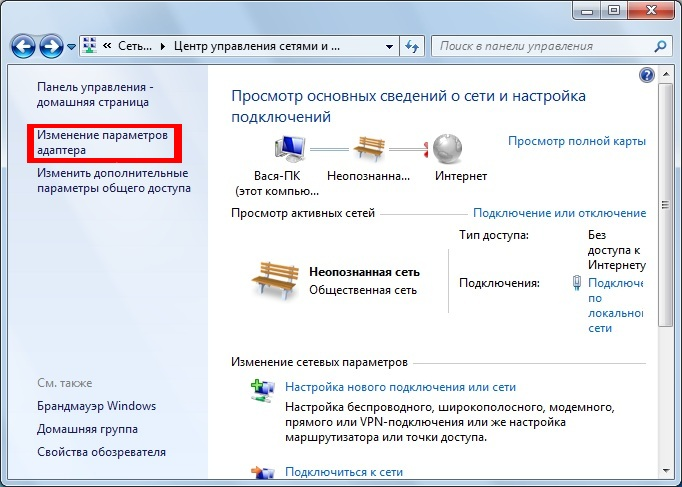 Сеть...
Центр управления сетями и ...
Поиск в панели управления
Панель управления -
домашняя страница
Изменение параметров
адаптера
Изменить дополнительные
параметры общего доступа
См. также
Брандмауэр Windows
Домашняя группа
Свойства обозревателя
Просмотр основных сведений о сети и настройка
подключений
Просмотр полной карты
Вася-ПК
(этот компью...
Неопознанна...
Интернет
Просмотр активных сетей
Подключение или отключение
Неопознанная сеть
Общественная сеть
Тип доступа:
Без
доступа к
Интернету
Подключения:
Подключе
по
локальной
сети
Изменение сетевых параметров
Настройка нового подключения или сети
Настройка беспроводного, широкополосного, модемного,
прямого или VPN-подключения или же настройка
маршрутизатора или точки доступа.
Подключиться к сети